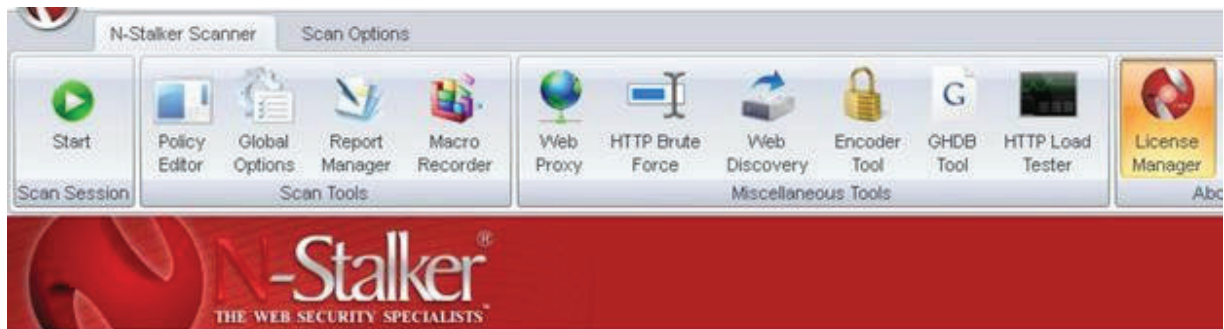 N-Stalker Scanner Scan Options
Start Policy Global Report Macro Web HTTP Brute Web Encoder GHDB HTTP Load License
Editor Options Manager Recorder Proxy Force Discovery Tool Tool Tester Manager
Scan Session Scan Tools Miscellaneous Tools Abo
G
N-Stalker®
THE WEB SECURITY SPECIALISTS™